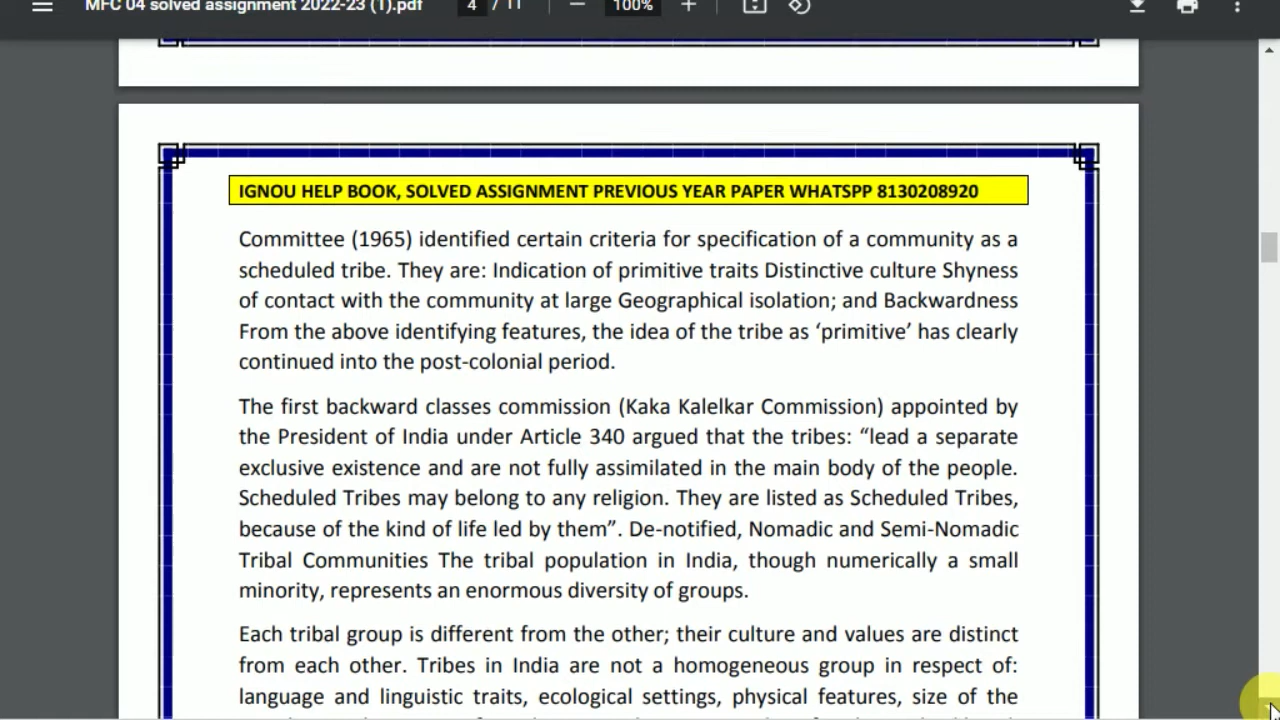 MFC 04 solved assignment 2022-23 (1).pdf 4 / 11 100%
IGNOU HELP BOOK, SOLVED ASSIGNMENT PREVIOUS YEAR PAPER WHATSPP 8130208920
Committee (1965) identified certain criteria for specification of a community as a
scheduled tribe. They are: Indication of primitive traits Distinctive culture Shyness
of contact with the community at large Geographical isolation; and Backwardness
From the above identifying features, the idea of the tribe as ‘primitive’ has clearly
continued into the post-colonial period.
The first backward classes commission (Kaka Kalelkar Commission) appointed by
the President of India under Article 340 argued that the tribes: “lead a separate
exclusive existence and are not fully assimilated in the main body of the people.
Scheduled Tribes may belong to any religion. They are listed as Scheduled Tribes,
because of the kind of life led by them”. De-notified, Nomadic and Semi-Nomadic
Tribal Communities The tribal population in India, though numerically a small
minority, represents an enormous diversity of groups.
Each tribal group is different from the other; their culture and values are distinct
from each other. Tribes in India are not a homogeneous group in respect of:
language and linguistic traits, ecological settings, physical features, size of the